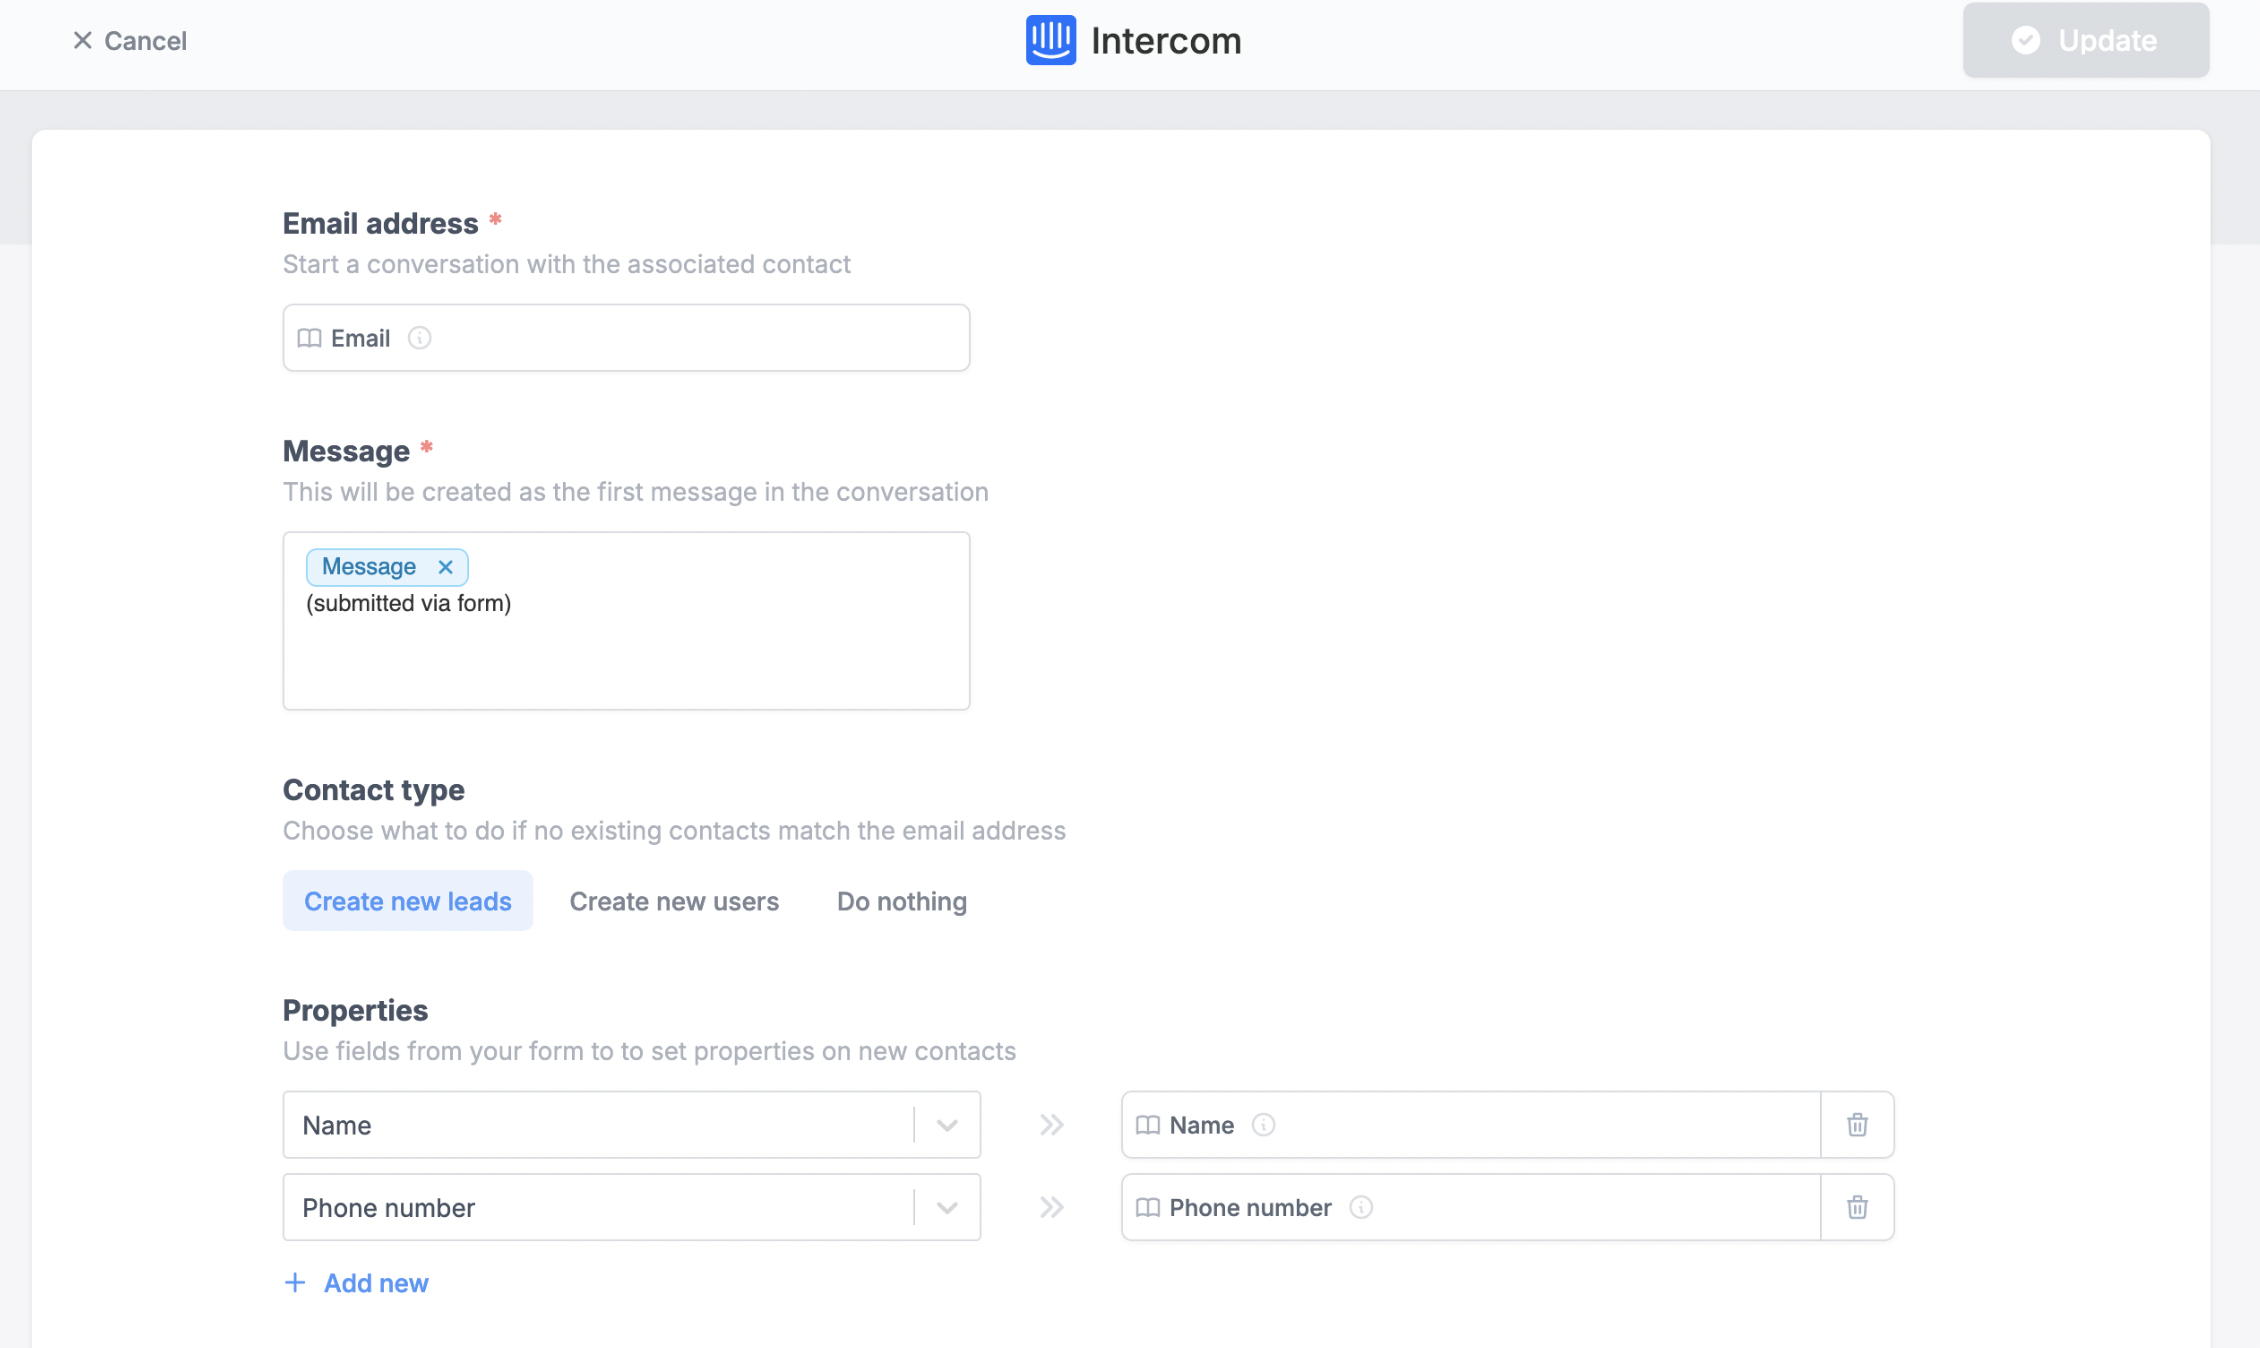 Cancel
Intercom
Update
Email address *
Start a conversation with the associated contact
Email
Message *
This will be created as the first message in the conversation
Message
(submitted via form)
Contact type
Choose what to do if no existing contacts match the email address
Create new leads Create new users Do nothing
Properties
Use fields from your form to to set properties on new contacts
Name Name
Phone number Phone number
+ Add new